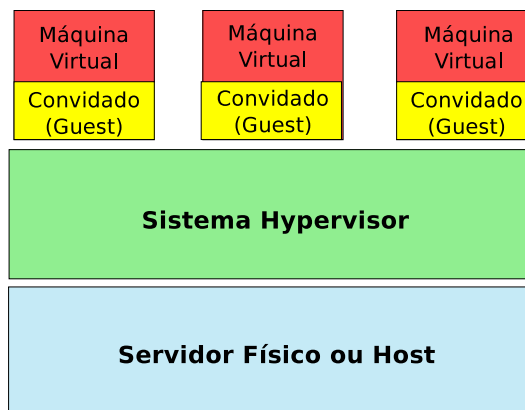 Máquina
Virtual
Convidado
(Guest)
Máquina
Virtual
Convidado
(Guest)
Máquina
Virtual
Convidado
(Guest)
Sistema Hypervisor
Servidor Físico ou Host